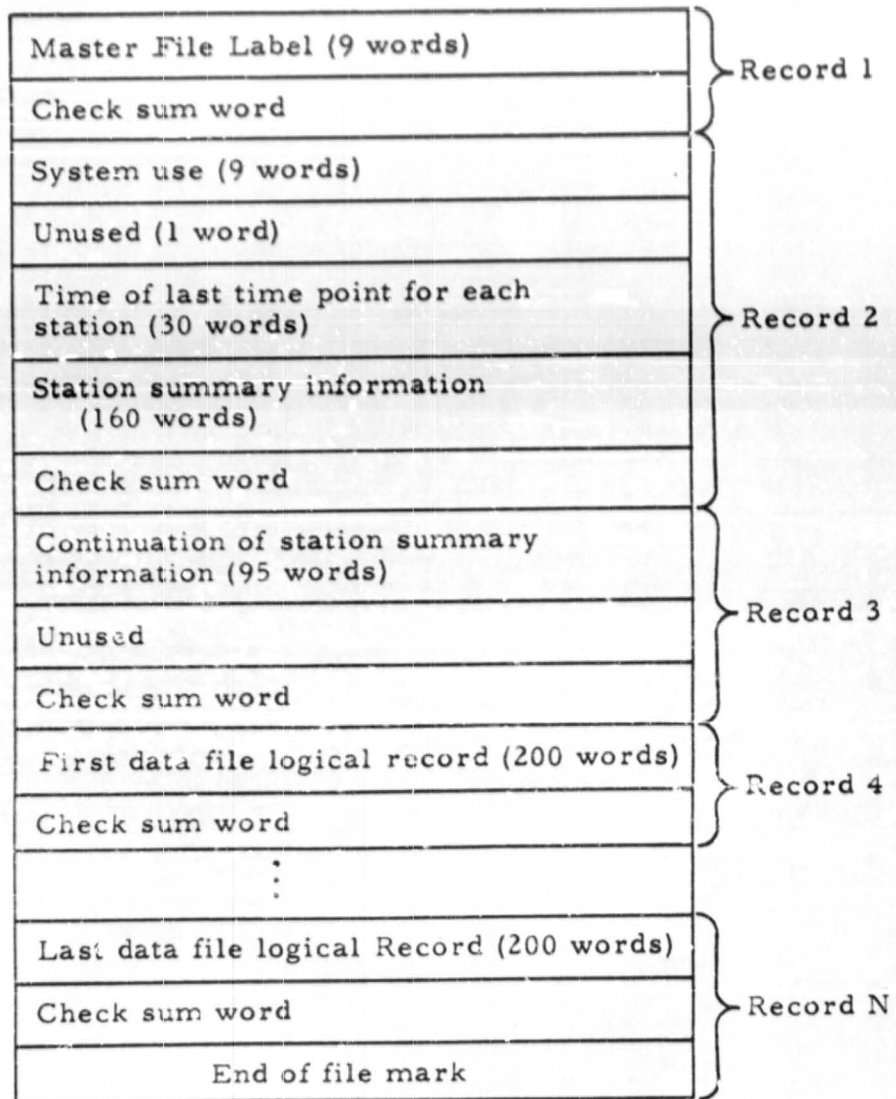 Master File Label (9 words)
Record 1
Check sum word
System use (9 words)
Unused (1 word)
Time of last time point for each
station (30 words)
Record 2
Station summary information
(160 words)
Check sum word
Continuation of station summary
information (95 words)
Record 3
Unused
Check sum word
First data file logical record (200 words)
Record 4
Check sum word
Last data file logical Record (200 words)
Check sum word
Record N
End of file mark